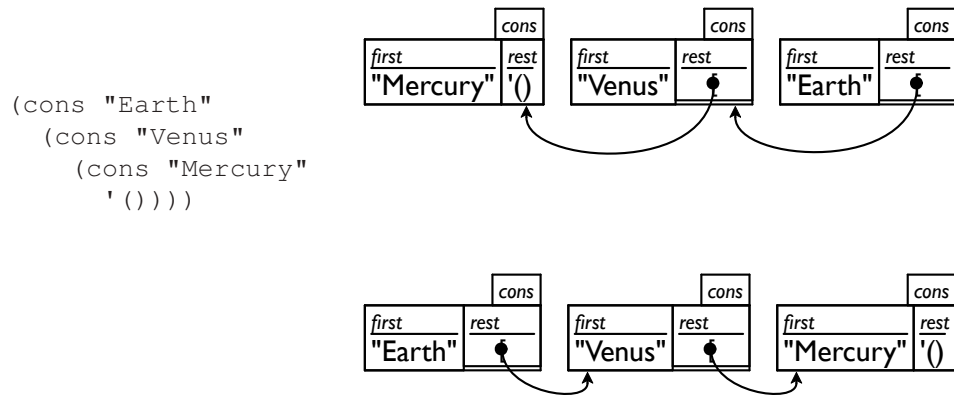 (cons "Earth"
(cons "Venus"
(cons "Mercury"
'())))
cons cons cons
first rest first rest first rest
"Mercury" '() "Venus" "Earth"
cons cons cons
first rest first rest first rest
"Earth" "Venus" "Mercury" '()